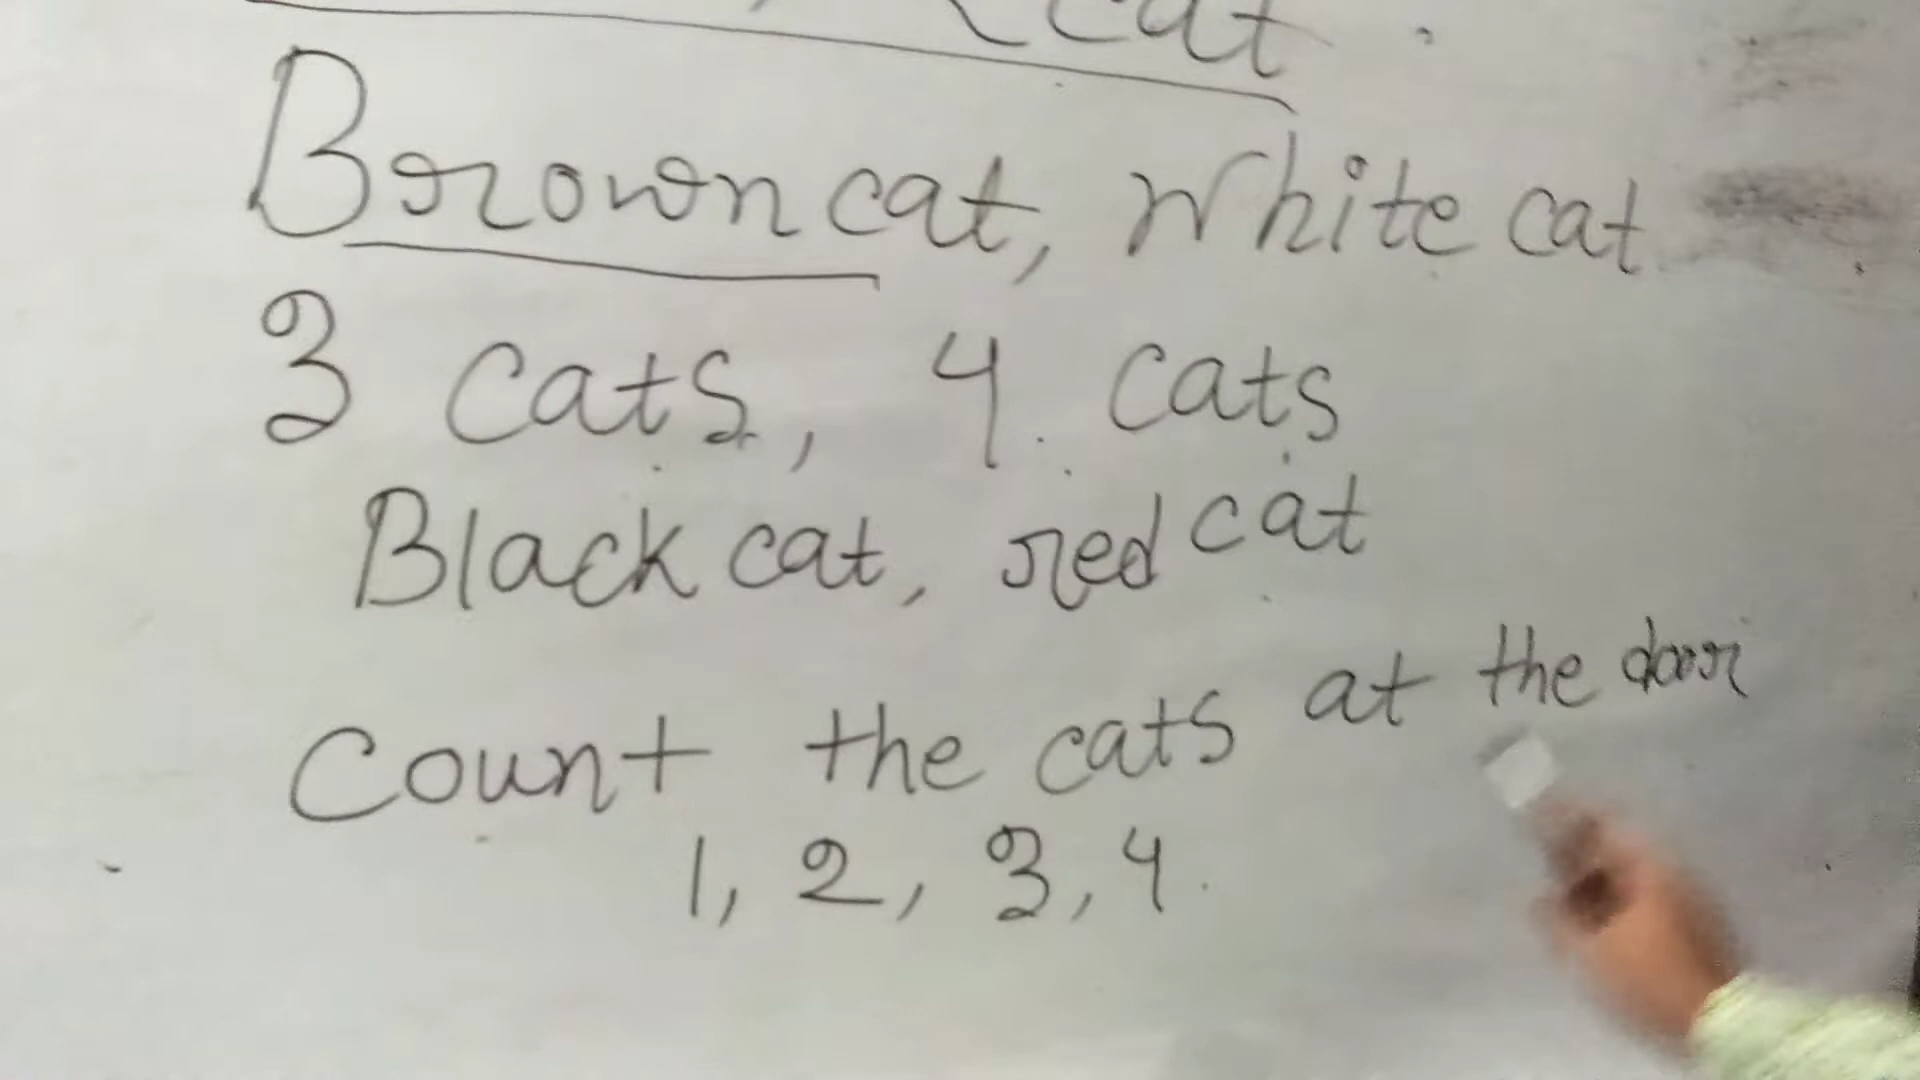 cat
Brown cat, White cat
3 cats, 4 cats
Black cat, red cat
Count the cats at the door
1, 2, 3, 4.